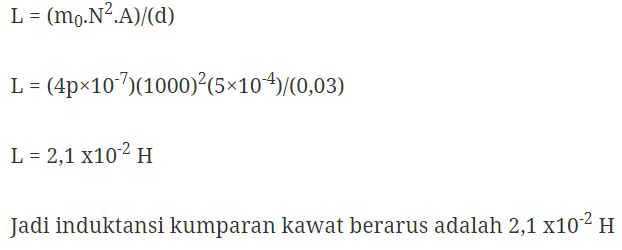 L = (m₀.N².A)/(d)
L = (4p×10⁻⁷)(1000)²(5×10⁻⁴)/(0,03)
L = 2,1 x10⁻² H
Jadi induktansi kumparan kawat berarus adalah 2,1 x10⁻² H